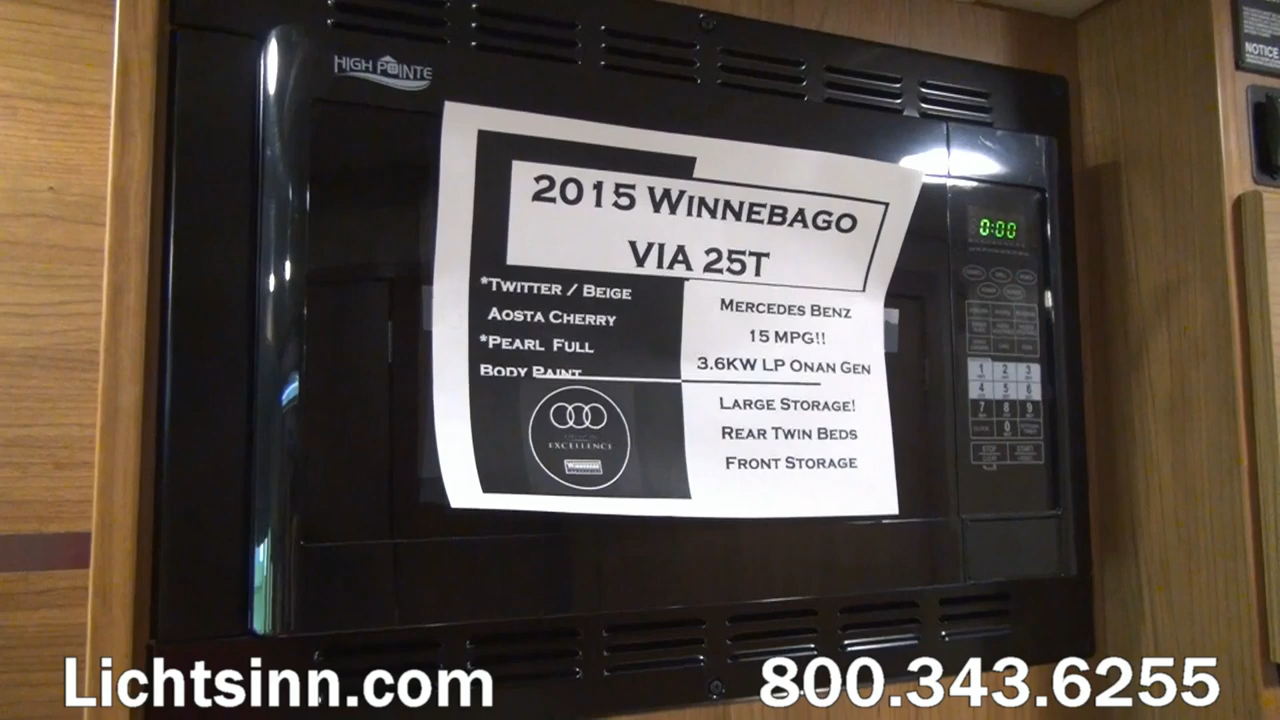 HIGH POINTE
NOTICE
2015 WINNEBAGO
VIA 25T
*TWITTER / BEIGE
AOSTA CHERRY
*PEARL FULL
BODY PAINT
MERCEDES BENZ
15 MPG!!
3.6KW LP ONAN GEN
LARGE STORAGE!
REAR TWIN BEDS
FRONT STORAGE
EXCELLENCE
0:00
1 2 3
4 5 6
7 8 9
0
Lichtsinn.com
800.343.6255